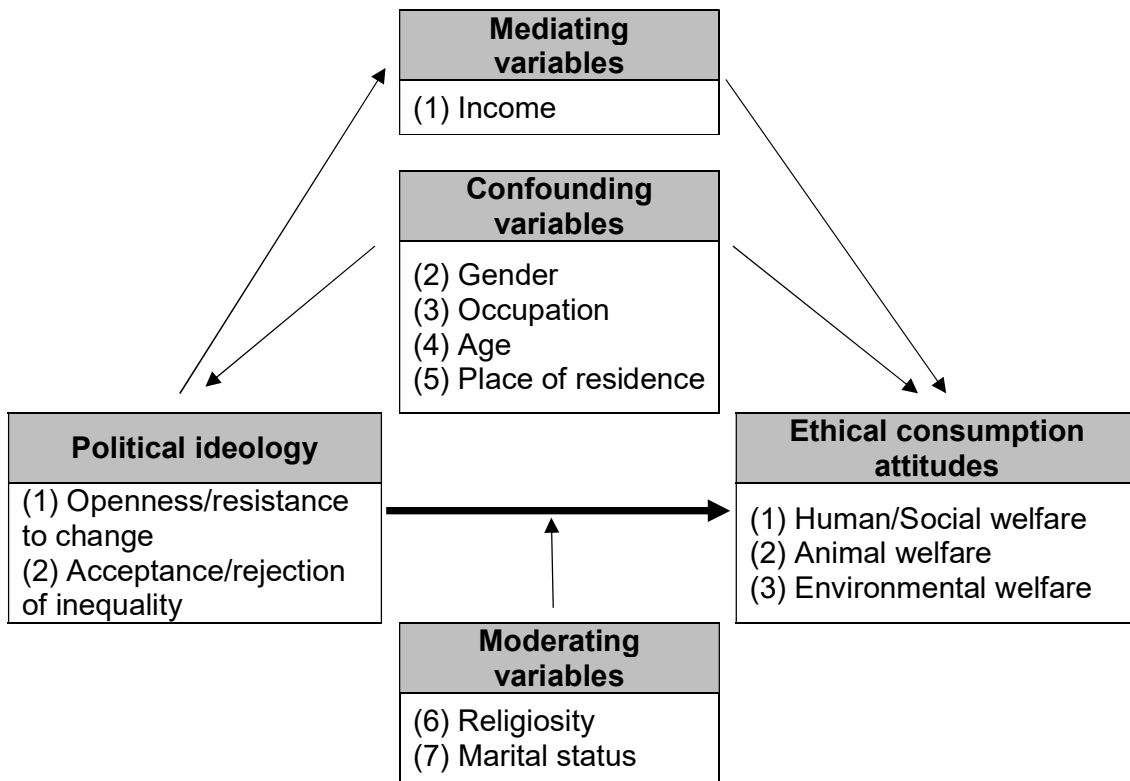 Mediating
variables
(1) Income
Confounding
variables
(2) Gender
(3) Occupation
(4) Age
(5) Place of residence
Political ideology
(1) Openness/resistance
to change
(2) Acceptance/rejection
of inequality
Ethical consumption
attitudes
(1) Human/Social welfare
(2) Animal welfare
(3) Environmental welfare
Moderating
variables
(6) Religiosity
(7) Marital status